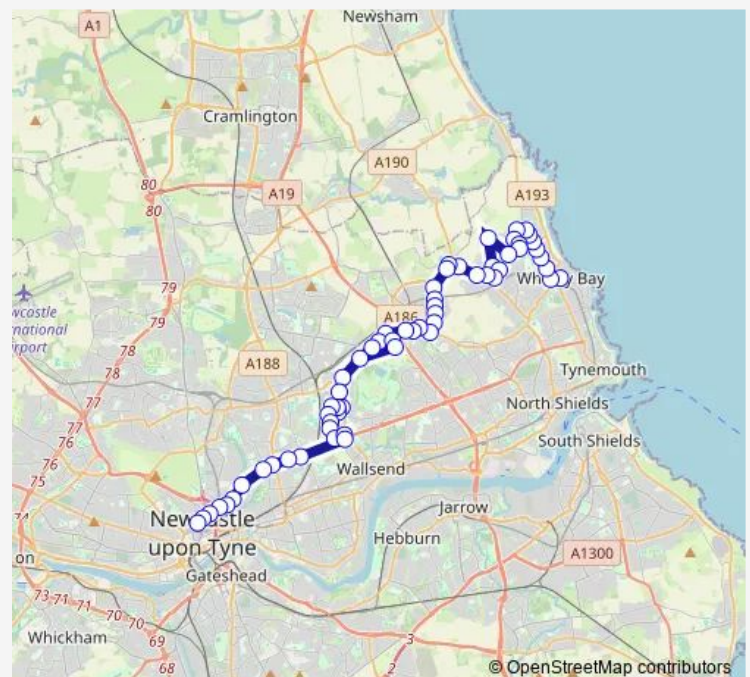 Newsham
A1
Cramlington
A190
80
A19
A193
80
79
Bay
79
A186
78
A188
78
Tynemouth
77
77
North Shields
76
76
South Shields
75
Wallsend
74
Jarrow
upon Tyne
Hebburn
A1300
on
Gateshead
73 71 71 70
70
Whickham
69
3
68
2
© OpenStreetMap contributors